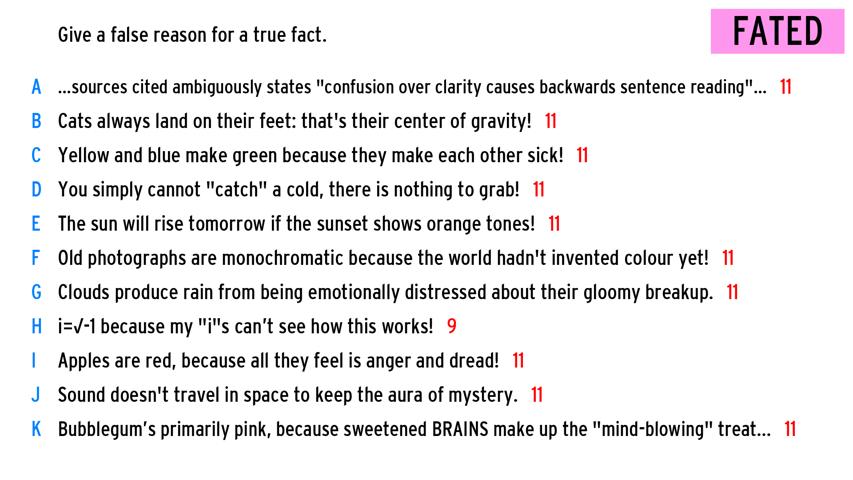 Give a false reason for a true fact.
FATED
A ...sources cited ambiguously states "confusion over clarity causes backwards sentence reading"... 11
B Cats always land on their feet: that's their center of gravity! 11
C Yellow and blue make green because they make each other sick! 11
D You simply cannot "catch" a cold, there is nothing to grab! 11
E The sun will rise tomorrow if the sunset shows orange tones! 11
F Old photographs are monochromatic because the world hadn't invented colour yet! 11
G Clouds produce rain from being emotionally distressed about their gloomy breakup. 11
H i=√-1 because my "i"s can’t see how this works! 9
I Apples are red, because all they feel is anger and dread! 11
J Sound doesn't travel in space to keep the aura of mystery. 11
K Bubblegum’s primarily pink, because sweetened BRAINS make up the "mind-blowing" treat... 11